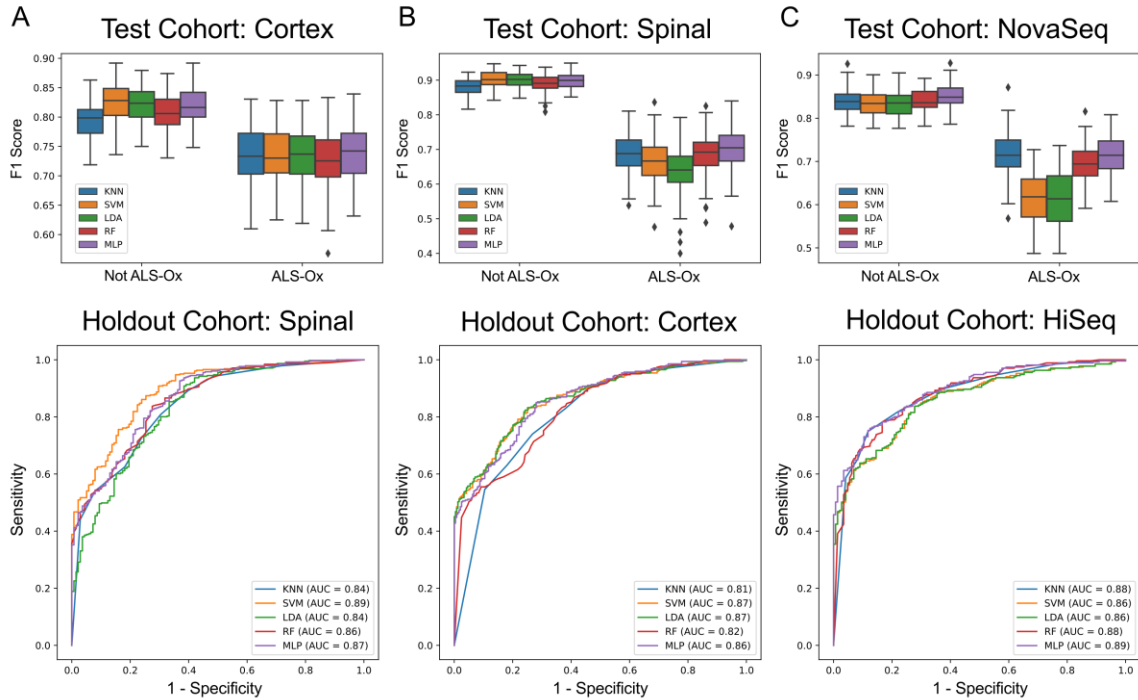 A
Test Cohort: Cortex
F1 Score
0.90
0.85
0.80
0.75
0.70
0.65
0.60
KNN
SVM
LDA
RF
MLP
Not ALS-Ox
ALS-Ox
B
Test Cohort: Spinal
F1 Score
0.9
0.8
0.7
0.6
0.5
0.4
KNN
SVM
LDA
RF
MLP
Not ALS-Ox
ALS-Ox
C
Test Cohort: NovaSeq
F1 Score
0.9
0.8
0.7
0.6
0.5
KNN
SVM
LDA
RF
MLP
Not ALS-Ox
ALS-Ox
Holdout Cohort: Spinal
Sensitivity
1.0
0.8
0.6
0.4
0.2
0.0
KNN (AUC = 0.84)
SVM (AUC = 0.89)
LDA (AUC = 0.84)
RF (AUC = 0.86)
MLP (AUC = 0.87)
0.0 0.2 0.4 0.6 0.8 1.0
1 - Specificity
Holdout Cohort: Cortex
Sensitivity
1.0
0.8
0.6
0.4
0.2
0.0
KNN (AUC = 0.81)
SVM (AUC = 0.87)
LDA (AUC = 0.87)
RF (AUC = 0.82)
MLP (AUC = 0.86)
0.0 0.2 0.4 0.6 0.8 1.0
1 - Specificity
Holdout Cohort: HiSeq
Sensitivity
1.0
0.8
0.6
0.4
0.2
0.0
KNN (AUC = 0.88)
SVM (AUC = 0.86)
LDA (AUC = 0.86)
RF (AUC = 0.88)
MLP (AUC = 0.89)
0.0 0.2 0.4 0.6 0.8 1.0
1 - Specificity